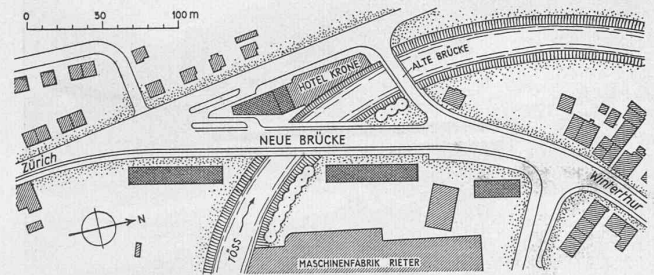 0 50 100 m
HOTEL KRONE
ALTE BRÜCKE
NEUE BRÜCKE
Zürich
Winterthur
N
TÖSS
MASCHINENFABRIK RIETER